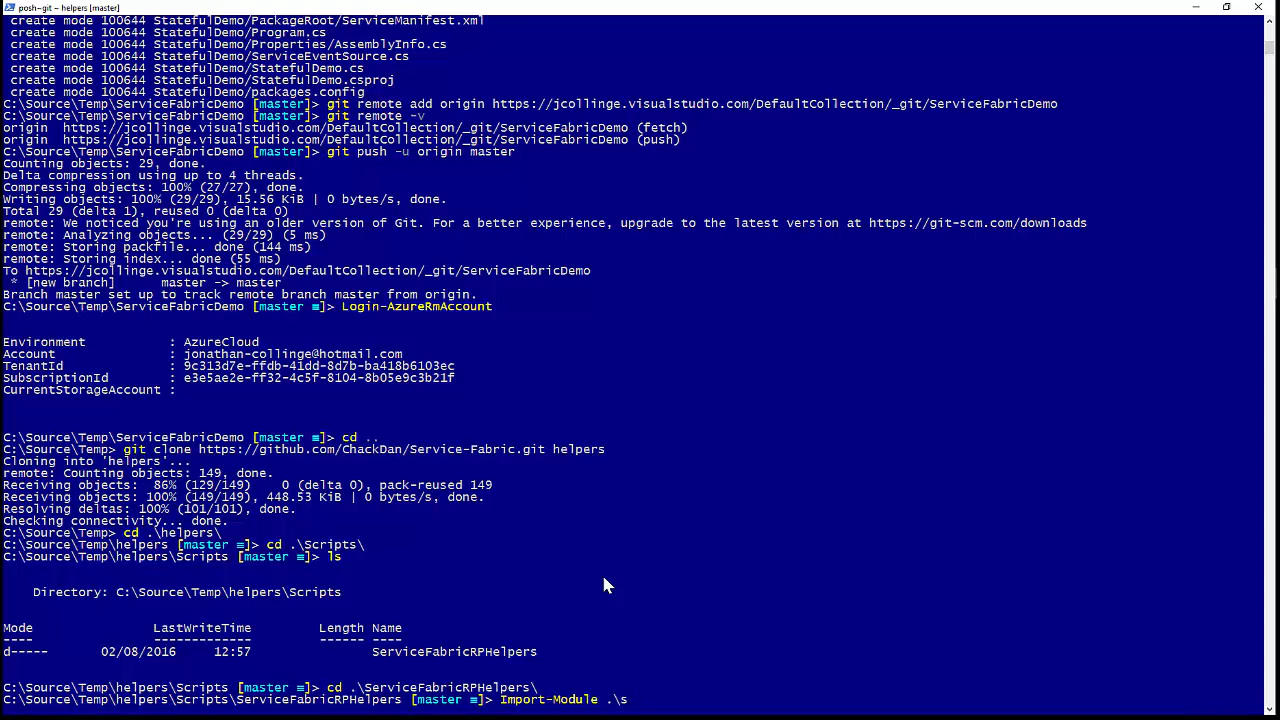 posh~git ~ helpers [master]
create mode 100644 StatefulDemo/PackageRoot/ServiceManifest.xml
create mode 100644 StatefulDemo/Program.cs
create mode 100644 StatefulDemo/Properties/AssemblyInfo.cs
create mode 100644 StatefulDemo/ServiceEventSource.cs
create mode 100644 StatefulDemo/StatefulDemo.cs
create mode 100644 StatefulDemo/StatefulDemo.csproj
create mode 100644 StatefulDemo/packages.config
C:\Source\Temp\ServiceFabricDemo [master]> git remote add origin https://jcollinge.visualstudio.com/DefaultCollection/_git/ServiceFabricDemo
C:\Source\Temp\ServiceFabricDemo [master]> git remote -v
origin  https://jcollinge.visualstudio.com/DefaultCollection/_git/ServiceFabricDemo (fetch)
origin  https://jcollinge.visualstudio.com/DefaultCollection/_git/ServiceFabricDemo (push)
C:\Source\Temp\ServiceFabricDemo [master]> git push -u origin master
Counting objects: 29, done.
Delta compression using up to 4 threads.
Compressing objects: 100% (27/27), done.
Writing objects: 100% (29/29), 15.56 KiB | 0 bytes/s, done.
Total 29 (delta 1), reused 0 (delta 0)
remote: We noticed you're using an older version of Git. For a better experience, upgrade to the latest version at https://git-scm.com/downloads
remote: Analyzing objects... (29/29) (5 ms)
remote: Storing packfile... done (144 ms)
remote: Storing index... done (55 ms)
To https://jcollinge.visualstudio.com/DefaultCollection/_git/ServiceFabricDemo
* [new branch]      master -> master
Branch master set up to track remote branch master from origin.
C:\Source\Temp\ServiceFabricDemo [master ≡]> Login-AzureRmAccount
Environment           : AzureCloud
Account               : jonathan-collinge@hotmail.com
TenantId              : 9c313d7e-ffdb-41dd-8d7b-ba418b6103ec
SubscriptionId        : e3e5ae2e-ff32-4c5f-8104-8b05e9c3b21f
CurrentStorageAccount :
C:\Source\Temp\ServiceFabricDemo [master ≡]> cd ..
C:\Source\Temp> git clone https://github.com/ChackDan/Service-Fabric.git helpers
Cloning into 'helpers'...
remote: Counting objects: 149, done.
Receiving objects:  86% (129/149)   0 (delta 0), pack-reused 149
Receiving objects: 100% (149/149), 448.53 KiB | 0 bytes/s, done.
Resolving deltas: 100% (101/101), done.
Checking connectivity... done.
C:\Source\Temp> cd .\helpers\
C:\Source\Temp\helpers [master ≡]> cd .\Scripts\
C:\Source\Temp\helpers\Scripts [master ≡]> ls
Directory: C:\Source\Temp\helpers\Scripts
Mode                LastWriteTime         Length Name
----                -------------         ------ ----
d-----       02/08/2016     12:57                ServiceFabricRPHelpers
C:\Source\Temp\helpers\Scripts [master ≡]> cd .\ServiceFabricRPHelpers\
C:\Source\Temp\helpers\Scripts\ServiceFabricRPHelpers [master ≡]> Import-Module .\s